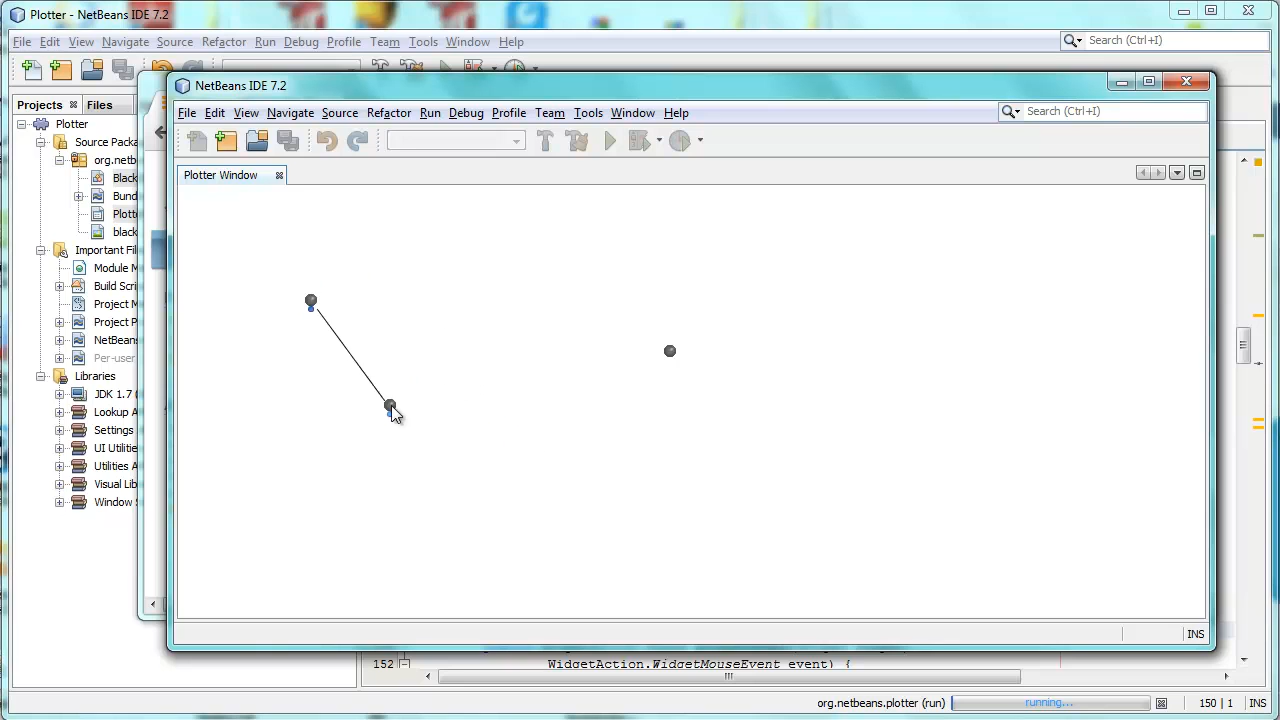 Plotter - NetBeans IDE 7.2
File Edit View Navigate Source Refactor Run Debug Profile Team Tools Window Help
Search (Ctrl+I)
Projects Files
Plotter
Source Packa
org.netb
Black
Bund
Plotte
black
Important File
Module M
Build Scri
Project M
Project P
NetBeans
Per-user
Libraries
JDK 1.7 (
Lookup A
Settings
UI Utilitie
Utilities A
Visual Lib
Window S
NetBeans IDE 7.2
File Edit View Navigate Source Refactor Run Debug Profile Team Tools Window Help
Search (Ctrl+I)
Plotter Window
INS
152 WidgetAction.WidgetMouseEvent event) {
org.netbeans.plotter (run) running... 150 | 1 INS